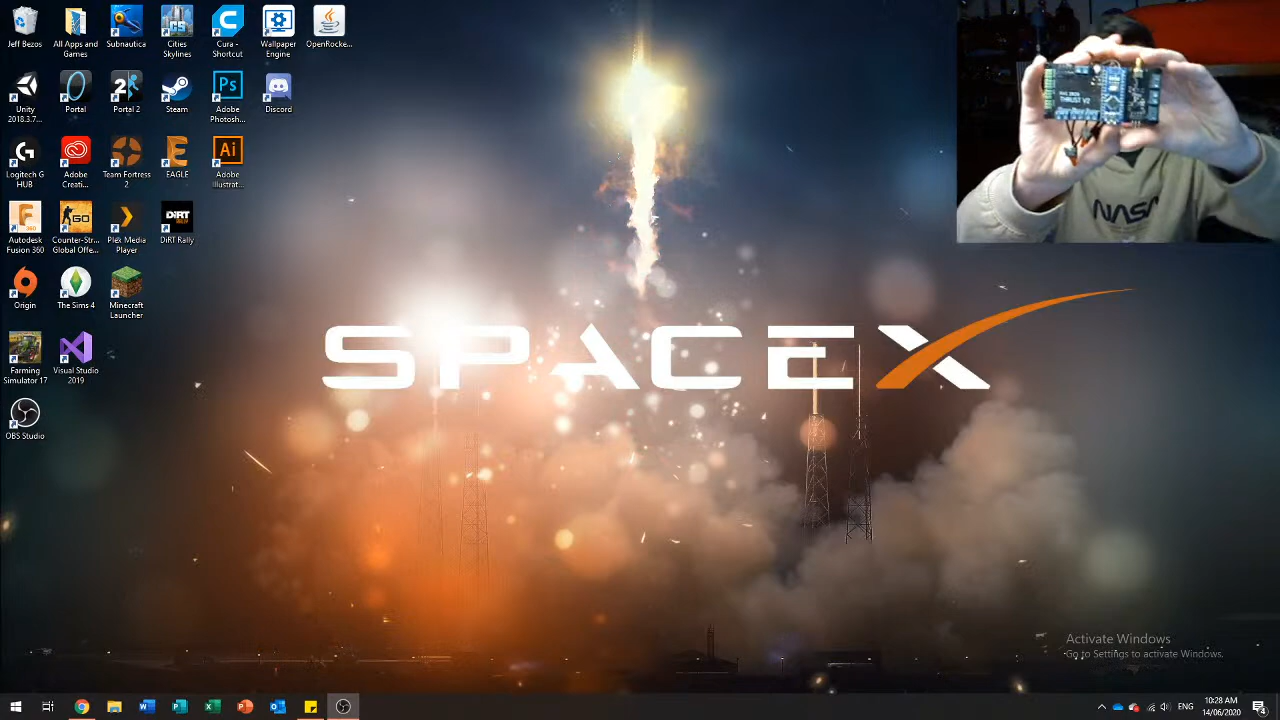 Jeff Bezos
All Apps and
Games
Subnautica
Cities
Skylines
Cura -
Shortcut
Wallpaper
Engine
OpenRocke...
Unity
2018.3.7...
Portal
Portal 2
Steam
Adobe
Photosh...
Discord
Logitech G
HUB
Adobe
Creati...
Team Fortress
2
EAGLE
Adobe
Illustrat...
Autodesk
Fusion 360
Counter-Str...
Global Offe...
Plex Media
Player
DiRT Rally
Origin
The Sims 4
Minecraft
Launcher
Farming
Simulator 17
Visual Studio
2019
OBS Studio
THRUST V2
NASA
SPACEX
Activate Windows
Go to Settings to activate Windows.
ENG
10:28 AM
14/06/2020